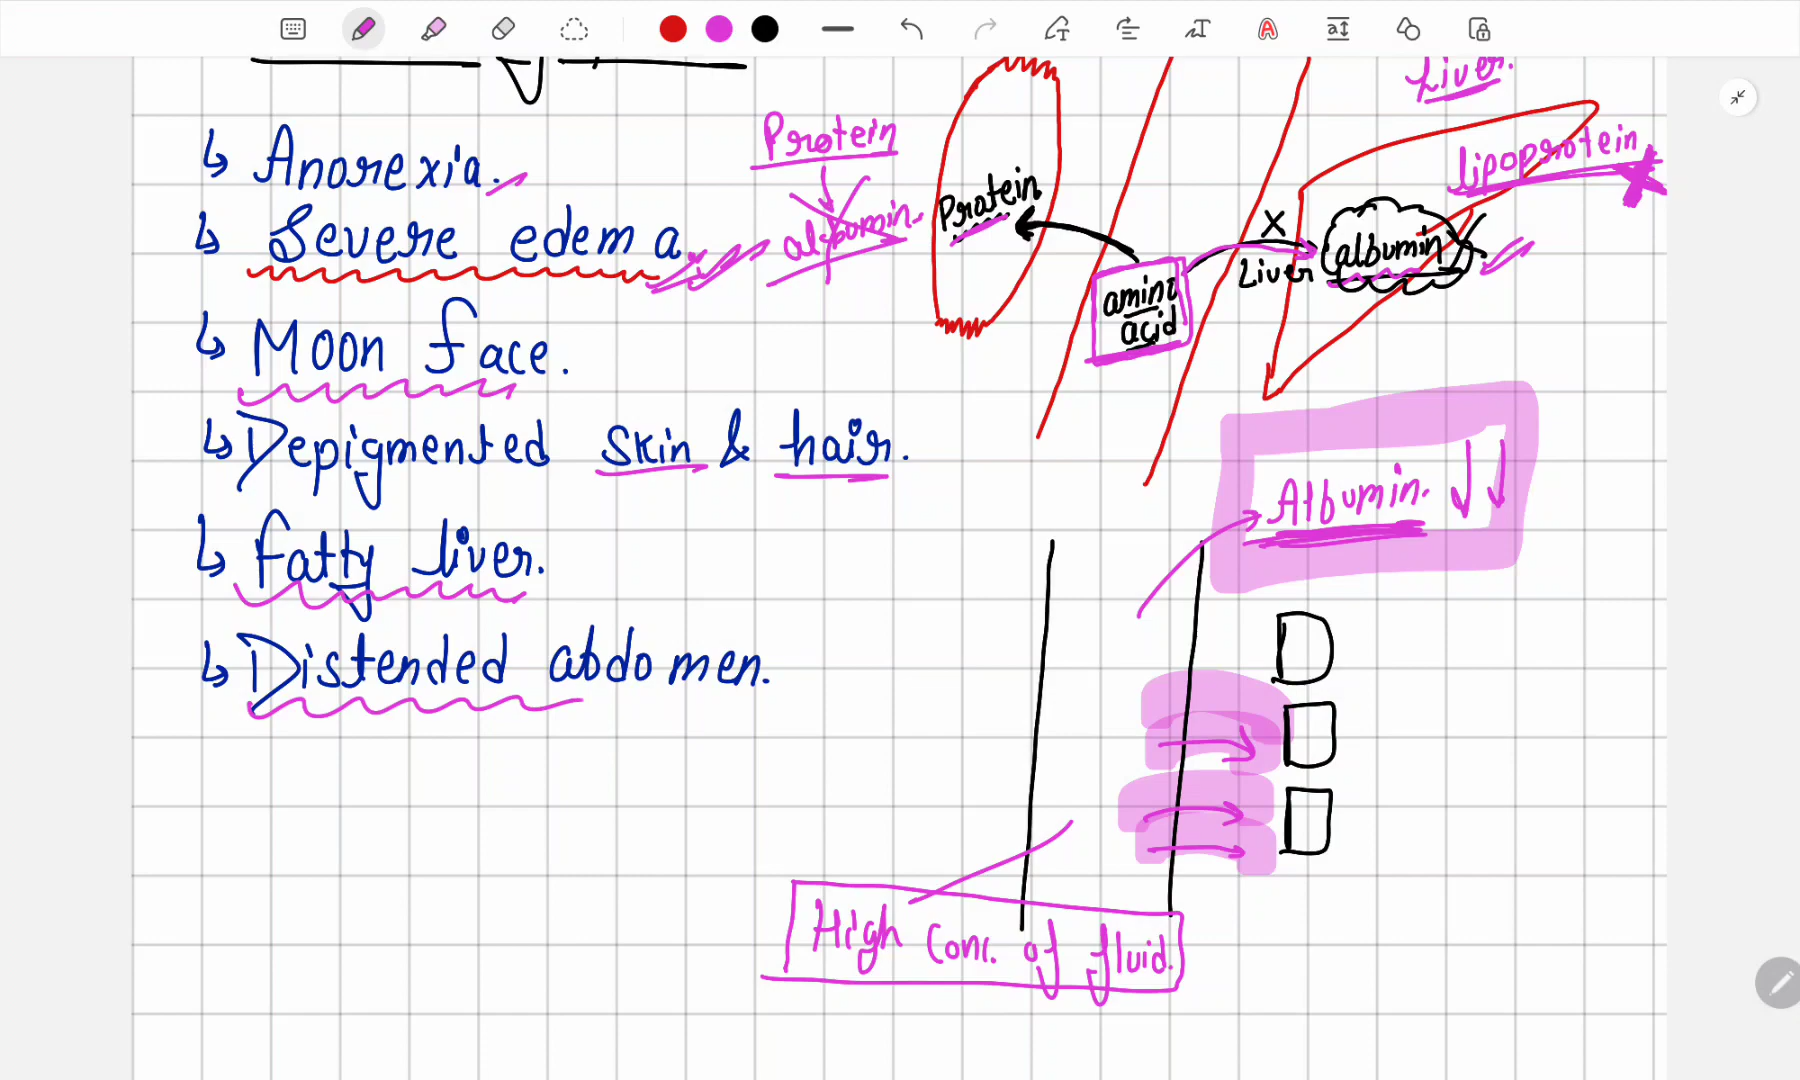 Anorexia.
Severe edema
Moon face.
Depigmented skin & hair.
Fatty liver.
Distended abdomen.
Protein
albumin.
Protein
amino
acid
X
Liver
albumin
Liver.
lipoprotein
Albumin. ↓↓
High Conc. of fluid.